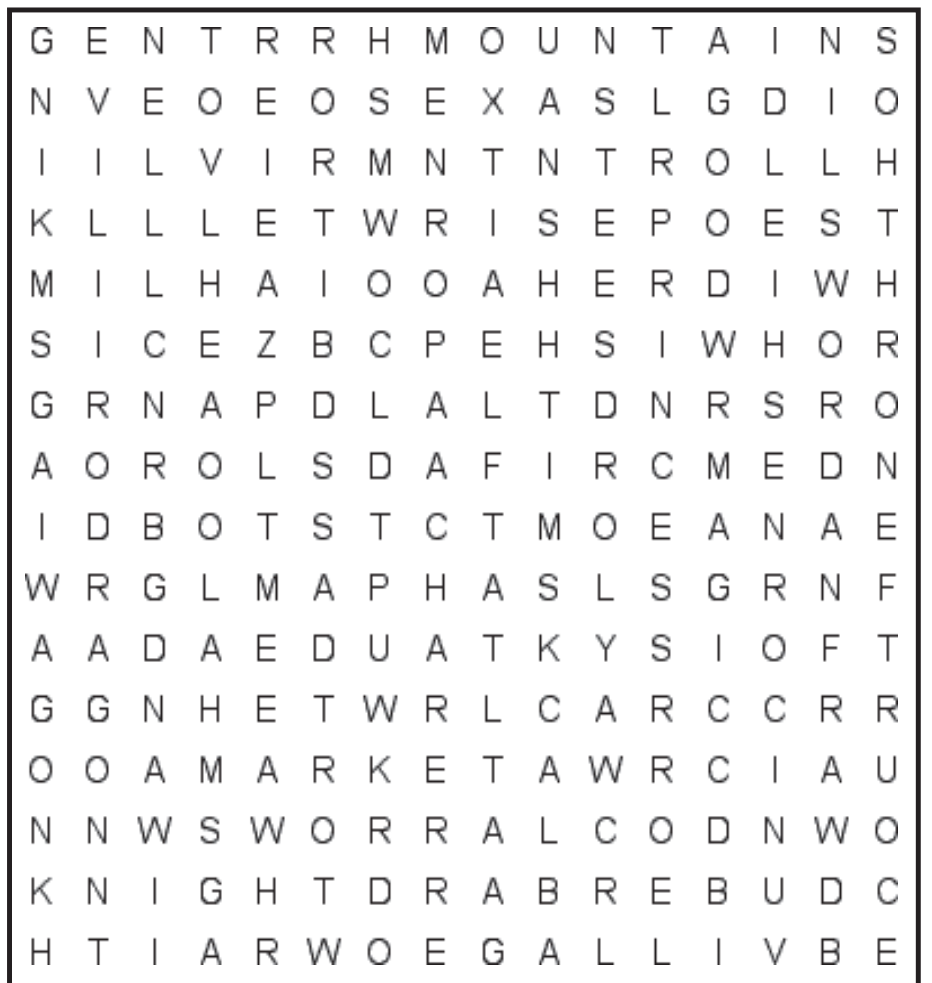 G E N T R R H M O U N T A I N S
N V E O E O S E X A S L G D I O
I I L V I R M N T N T R O L L H
K L L L E T W R I S E P O E S T
M I L H A I O O A H E R D I W H
S I C E Z B C P E H S I W H O R
G R N A P D L A L T D N R S R O
A O R O L S D A F I R C M E D N
I D B O T S T C T M O E A N A E
W R G L M A P H A S L S G R N F
A A D A E D U A T K Y S I O F T
G G N H E T W R L C A R C C R R
O O A M A R K E T A W R C I A U
N N W S W O R R A L C O D N W O
K N I G H T D R A B R E B U D C
H T I A R W O E G A L L I V B E